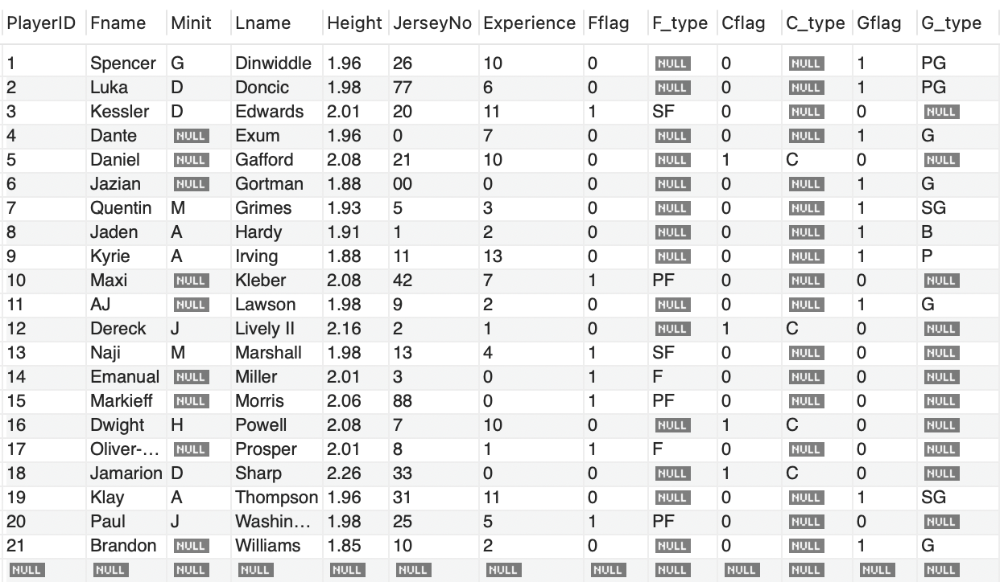 PlayerID Fname Minit Lname Height JerseyNo Experience Fflag F_type Cflag C_type Gflag G_type
1 Spencer G Dinwiddle 1.96 26 10 0 NULL 0 NULL 1 PG
2 Luka D Doncic 1.98 77 6 0 NULL 0 NULL 1 PG
3 Kessler D Edwards 2.01 20 11 1 SF 0 NULL 0 NULL
4 Dante NULL Exum 1.96 0 7 0 NULL 0 NULL 1 G
5 Daniel NULL Gafford 2.08 21 10 0 NULL 1 C 0 NULL
6 Jazian NULL Gortman 1.88 00 0 0 NULL 0 NULL 1 G
7 Quentin M Grimes 1.93 5 3 0 NULL 0 NULL 1 SG
8 Jaden A Hardy 1.91 1 2 0 NULL 0 NULL 1 B
9 Kyrie A Irving 1.88 11 13 0 NULL 0 NULL 1 P
10 Maxi NULL Kleber 2.08 42 7 1 PF 0 NULL 0 NULL
11 AJ NULL Lawson 1.98 9 2 0 NULL 0 NULL 1 G
12 Dereck J Lively II 2.16 2 1 0 NULL 1 C 0 NULL
13 Naji M Marshall 1.98 13 4 1 SF 0 NULL 0 NULL
14 Emanual NULL Miller 2.01 3 0 1 F 0 NULL 0 NULL
15 Markieff NULL Morris 2.06 88 0 1 PF 0 NULL 0 NULL
16 Dwight H Powell 2.08 7 10 0 NULL 1 C 0 NULL
17 Oliver-... NULL Prosper 2.01 8 1 1 F 0 NULL 0 NULL
18 Jamarion D Sharp 2.26 33 0 0 NULL 1 C 0 NULL
19 Klay A Thompson 1.96 31 11 0 NULL 0 NULL 1 SG
20 Paul J Washin... 1.98 25 5 1 PF 0 NULL 0 NULL
21 Brandon NULL Williams 1.85 10 2 0 NULL 0 NULL 1 G
NULL NULL NULL NULL NULL NULL NULL NULL NULL NULL NULL NULL NULL